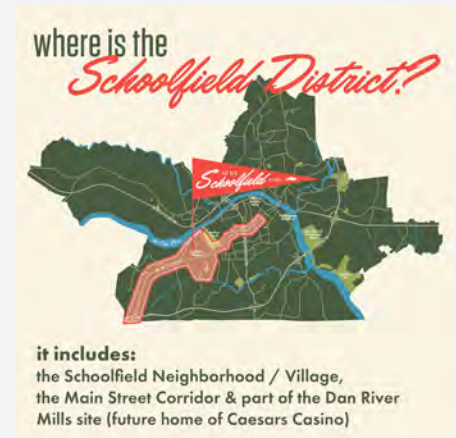 where is the
Schoolfield District?
Schoolfield
it includes:
the Schoolfield Neighborhood / Village,
the Main Street Corridor & part of the Dan River
Mills site (future home of Caesars Casino)